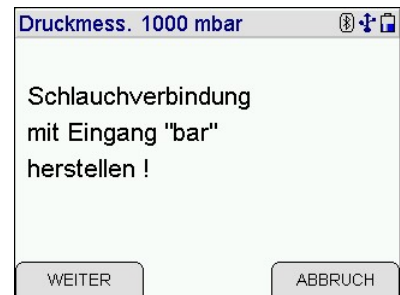 Druckmess. 1000 mbar
Schlauchverbindung
mit Eingang "bar"
herstellen !
WEITER ABBRUCH